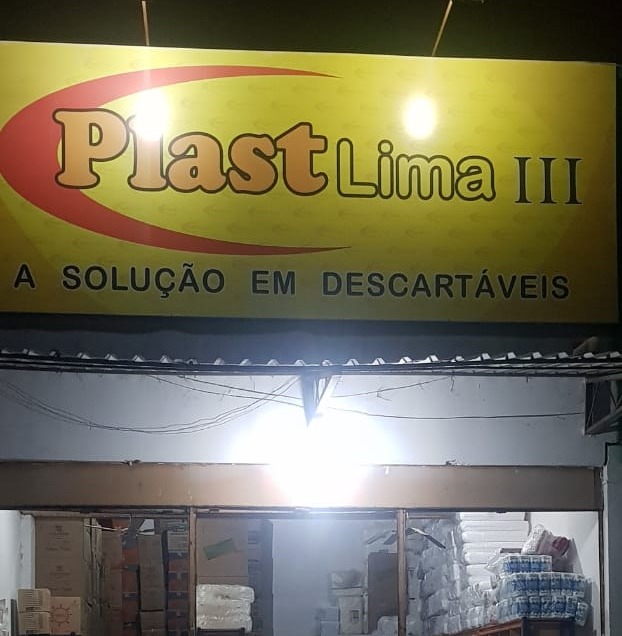 Plast Lima III
A SOLUÇÃO EM DESCARTÁVEIS